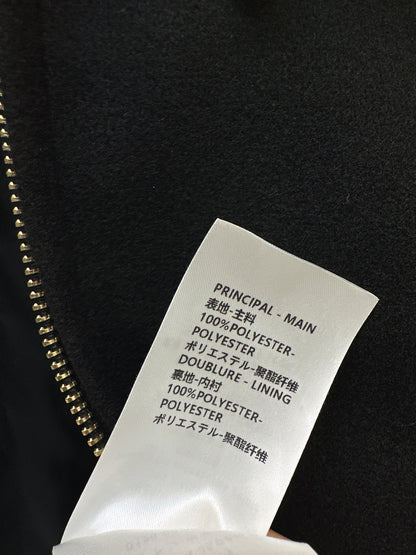 PRINCIPAL - MAIN
表地-主料
100%POLYESTER-
POLYESTER
ポリエステル-聚酯纤维
DOUBLURE - LINING
裏地-内衬
100%POLYESTER-
POLYESTER
ポリエステル-聚酯纤维